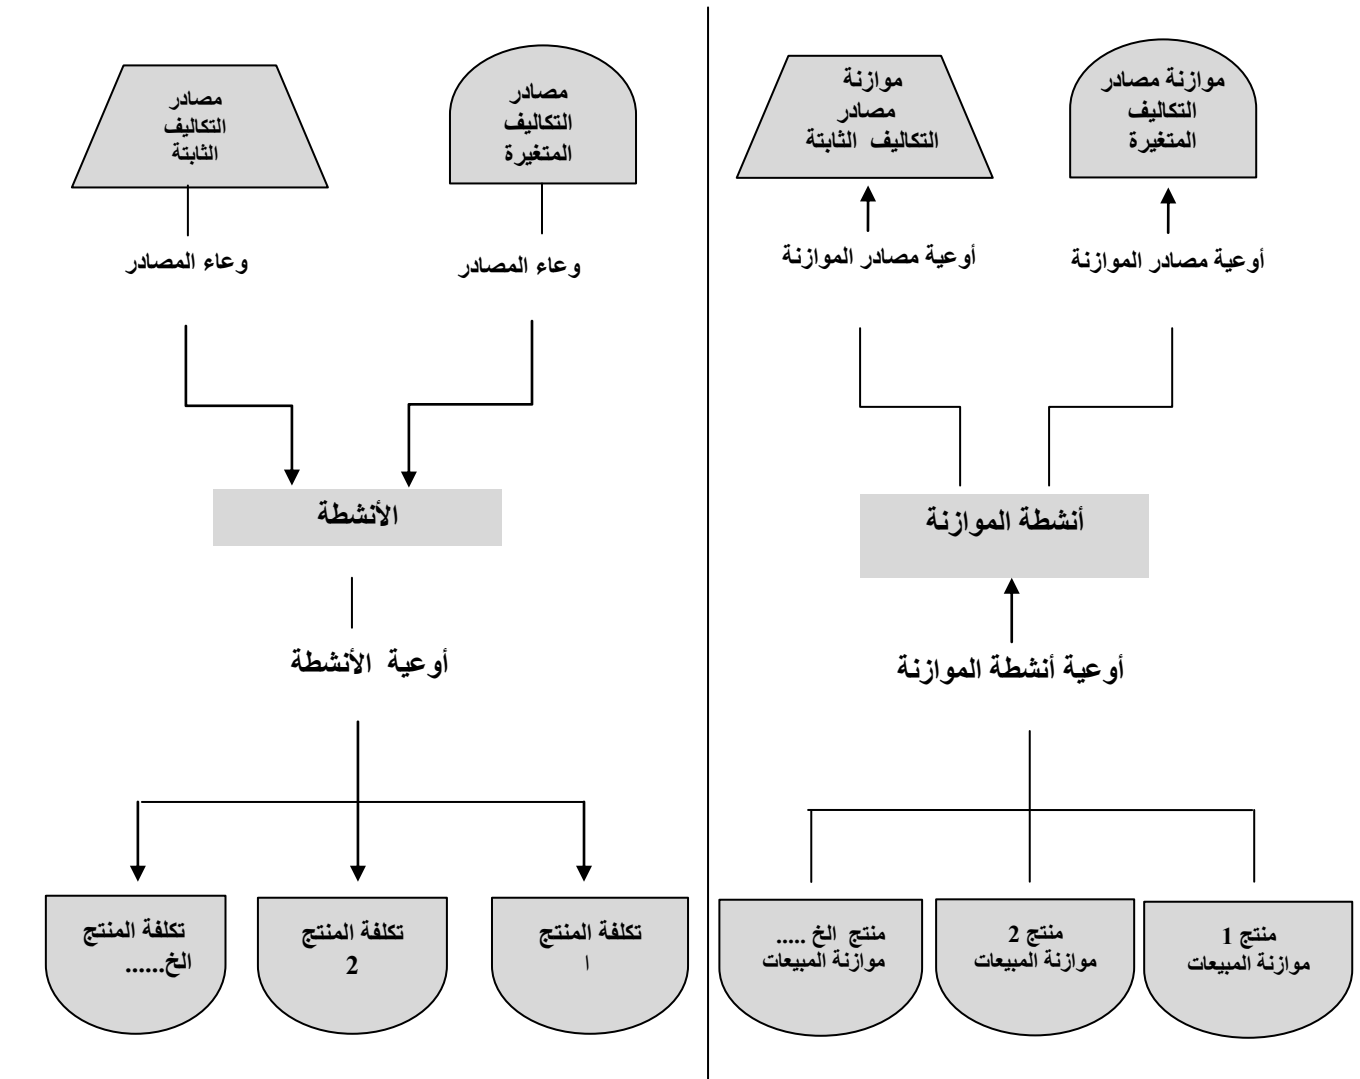 موازنة مصادر
التكاليف
المتغيرة
موازنة
مصادر
التكاليف الثابتة
أوعية مصادر الموازنة
أوعية مصادر الموازنة
أنشطة الموازنة
أوعية أنشطة الموازنة
منتج 1
موازنة المبيعات
منتج 2
موازنة المبيعات
منتج الخ .....
موازنة المبيعات
مصادر
التكاليف
المتغيرة
مصادر
التكاليف
الثابتة
وعاء المصادر
وعاء المصادر
الأنشطة
أوعية الأنشطة
تكلفة المنتج
ا
تكلفة المنتج
2
تكلفة المنتج
الخ......